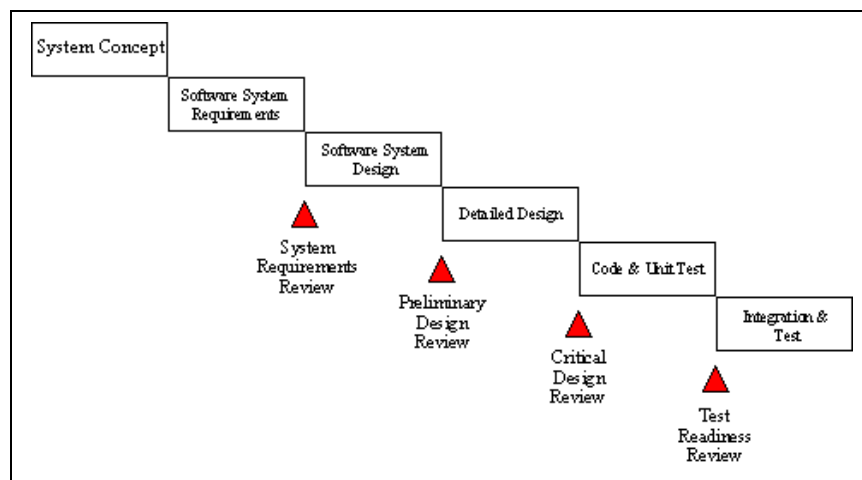 System Concept
Software System
Requirements
Software System
Design
Detailed Design
System
Requirements
Review
Code & Unit Test
Preliminary
Design
Review
Integration &
Test
Critical
Design
Review
Test
Readiness
Review